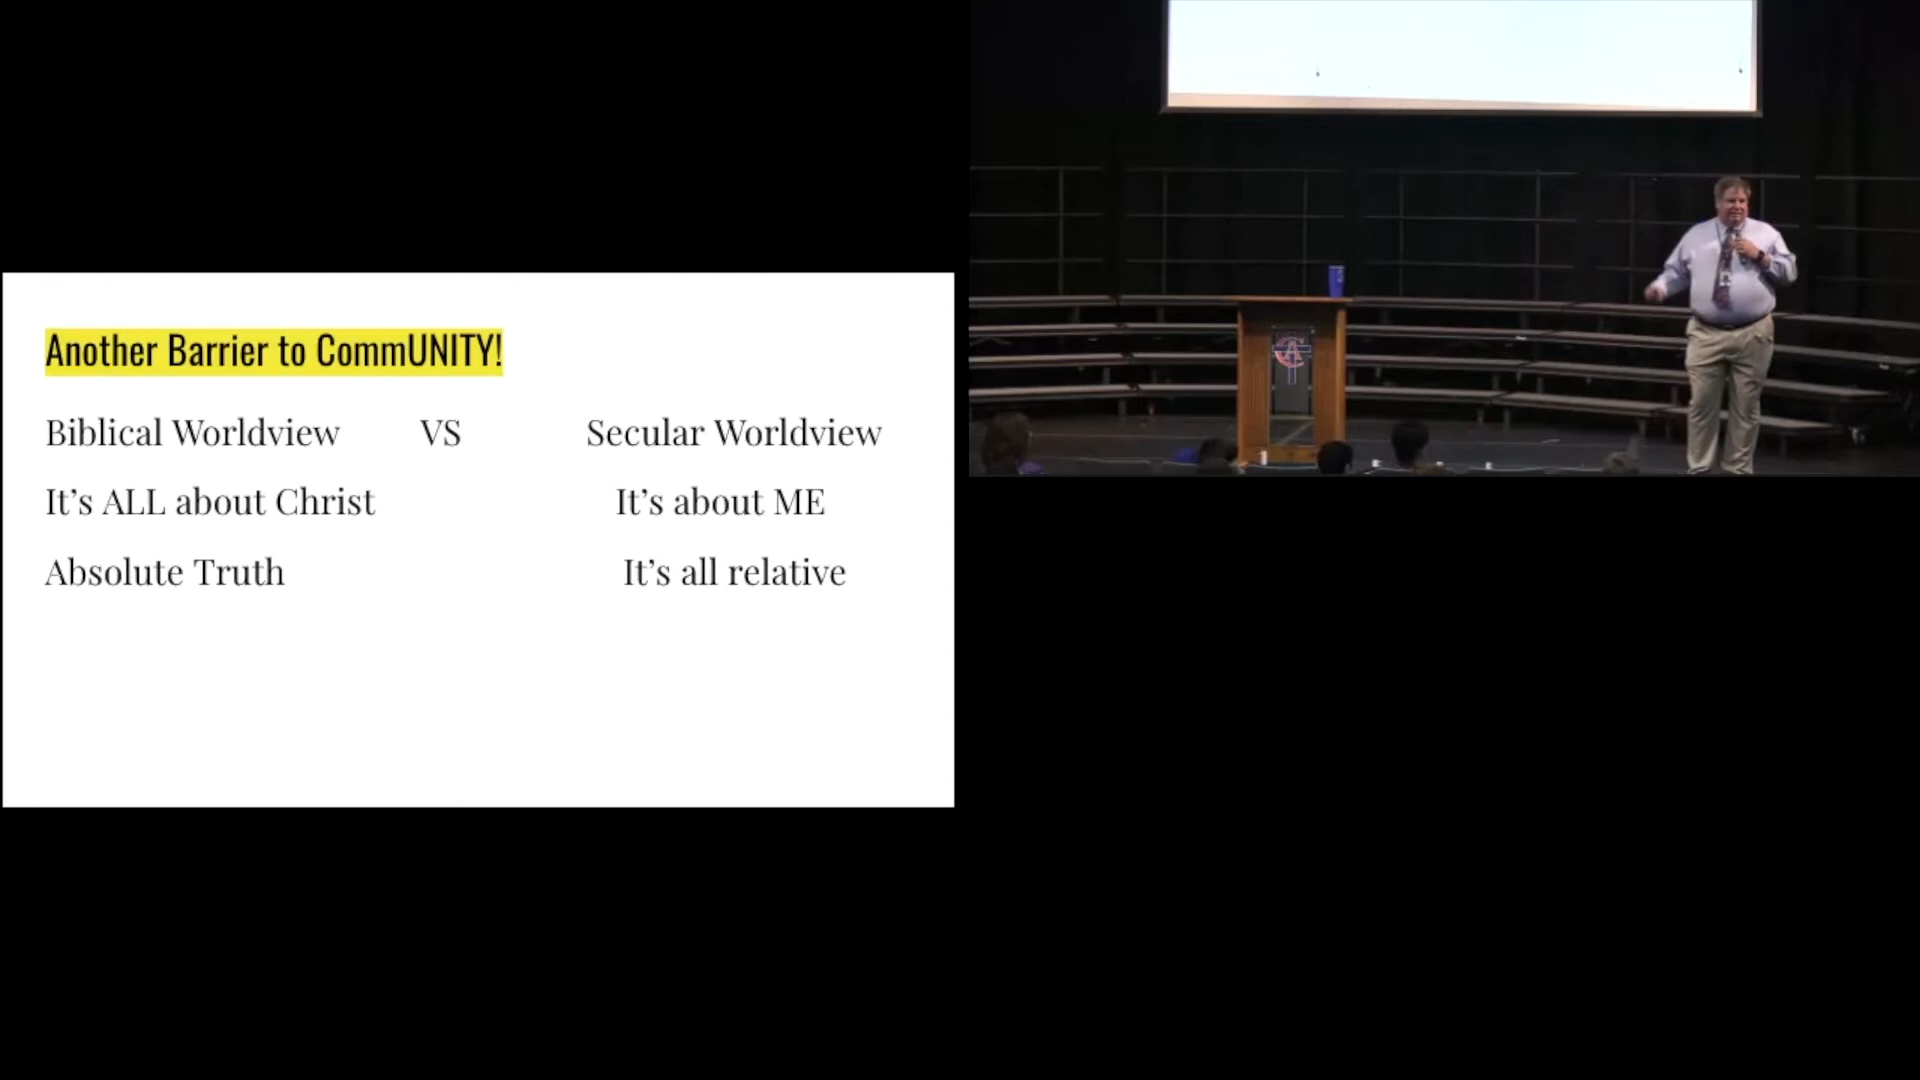 Another Barrier to CommUNITY!
Biblical Worldview VS Secular Worldview
It’s ALL about Christ It’s about ME
Absolute Truth It’s all relative